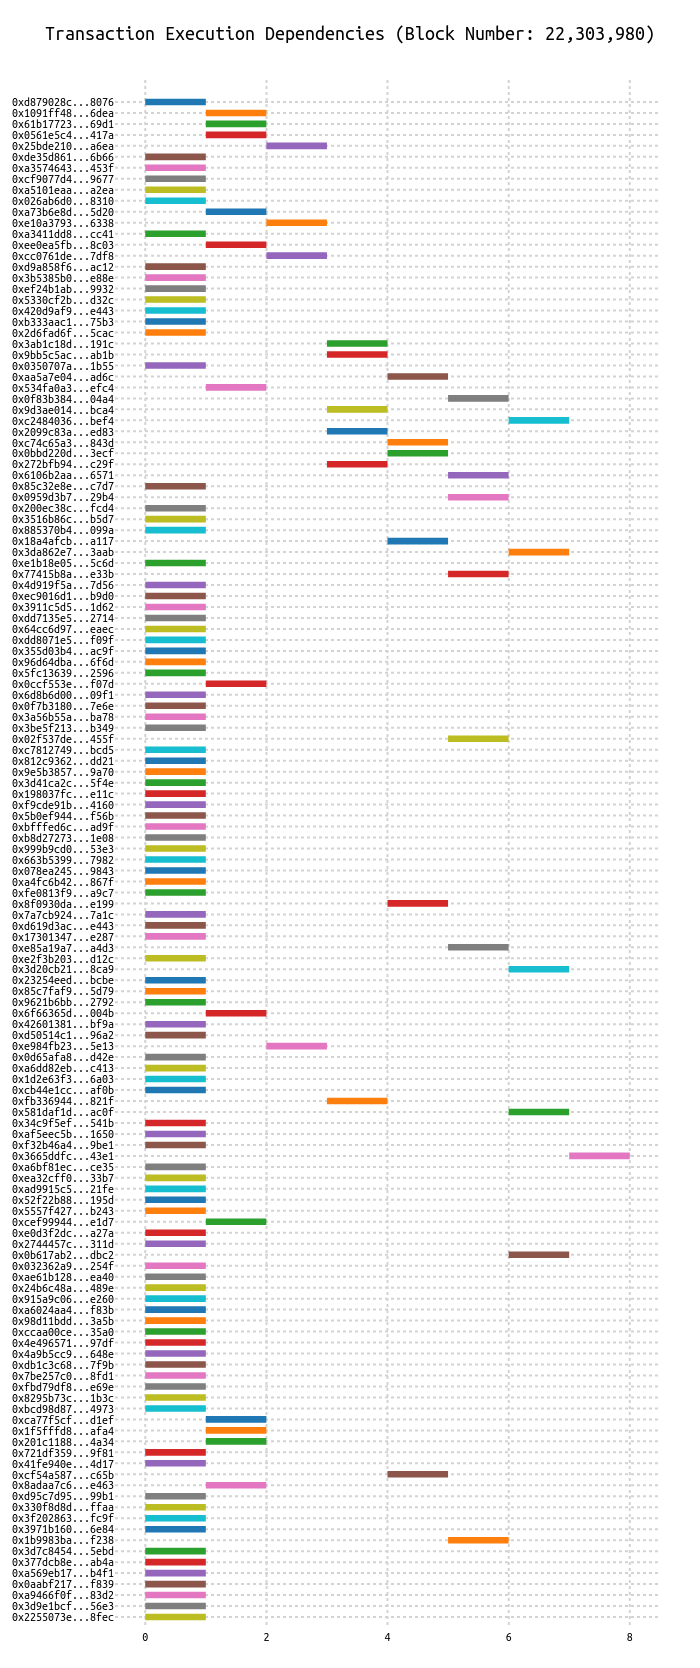 Transaction Execution Dependencies (Block Number: 22,303,980)
0xd879028c...8076
0x1091ff48...6dea
0x61b17723...69d1
0x0561e5c4...417a
0x25bde210...a6ea
0xde35d861...6b66
0xa3574643...453f
0xcf9077d4...9677
0xa5101eaa...a2ea
0x026ab6d0...8310
0xa73b6e8d...5d20
0xe10a3793...6338
0xa3411dd8...cc41
0xee0ea5fb...8c03
0xcc0761de...7df8
0xd9a858f6...ac12
0x3b5385b0...e88e
0xef24b1ab...9932
0x5330cf2b...d32c
0x420d9af9...e443
0xb333aac1...75b3
0x2d6fad6f...5cac
0x3ab1c18d...191c
0x9bb5c5ac...ab1b
0x0350707a...1b55
0xaa5a7e04...ad6c
0x534fa0a3...efc4
0x0f83b384...04a4
0x9d3ae014...bca4
0xc2484036...bef4
0x2099c83a...ed83
0xc74c65a3...843d
0x0bbd220d...3ecf
0x272bfb94...c29f
0x6106b2aa...6571
0x85c32e8e...c7d7
0x0959d3b7...29b4
0x200ec38c...fcd4
0x3516b86c...b5d7
0x885370b4...099a
0x18a4afcb...a117
0x3da862e7...3aab
0xe1b18e05...5c6d
0x77415b8a...e33b
0x4d919f5a...7d56
0xec9016d1...b9d0
0x3911c5d5...1d62
0xdd7135e5...2714
0x64cc6d97...eaec
0xdd8071e5...f09f
0x355d03b4...ac9f
0x96d64dba...6f6d
0x5fc13639...2596
0x0ccf553e...f07d
0x6d8b6d00...09f1
0x0f7b3180...7e6e
0x3a56b55a...ba78
0x3be5f213...b349
0x02f537de...455f
0xc7812749...bcd5
0x812c9362...dd21
0x9e5b3857...9a70
0x3d41ca2c...5f4e
0x198037fc...e11c
0xf9cde91b...4160
0x5b0ef944...f56b
0xbfffed6c...ad9f
0xb8d27273...1e08
0x999b9cd0...53e3
0x663b5399...7982
0x078ea245...9843
0xa4fc6b42...867f
0xfe0813f9...a9c7
0x8f0930da...e199
0x7a7cb924...7a1c
0xd619d3ac...e443
0x17301347...e287
0xe85a19a7...a4d3
0xe2f3b203...d12c
0x3d20cb21...8ca9
0x23254eed...bcbe
0x85c7faf9...5d79
0x9621b6bb...2792
0x6f66365d...004b
0x42601381...bf9a
0xd50514c1...96a2
0xe984fb23...5e13
0x0d65afa8...d42e
0xa6dd82eb...c413
0x1d2e63f3...6a03
0xcb44e1cc...af0b
0xfb336944...821f
0x581daf1d...ac0f
0x34c9f5ef...541b
0xaf5eec5b...1650
0xf32b46a4...9be1
0x3665ddfc...43e1
0xa6bf81ec...ce35
0xea32cff0...33b7
0xad9915c5...21fe
0x52f22b88...195d
0x5557f427...b243
0xcef99944...e1d7
0xe0d3f2dc...a27a
0x2744457c...311d
0x0b617ab2...dbc2
0x032362a9...254f
0xae61b128...ea40
0x24b6c48a...489e
0x915a9c06...e260
0xa6024aa4...f83b
0x98d11bdd...3a5b
0xccaa00ce...35a0
0x4e496571...97df
0x4a9b5cc9...648e
0xdb1c3c68...7f9b
0x7be257c0...8fd1
0xfbd79df8...e69e
0x8295b73c...1b3c
0xbcd98d87...4973
0xca77f5cf...d1ef
0x1f5fffd8...afa4
0x201c1188...4a34
0x721df359...9f81
0x41fe940e...4d17
0xcf54a587...c65b
0x8adaa7c6...e463
0xd95c7d95...99b1
0x330f8d8d...ffaa
0x3f202863...fc9f
0x3971b160...6e84
0x1b9983ba...f238
0x3d7c8454...5ebd
0x377dcb8e...ab4a
0xa569eb17...b4f1
0x0aabf217...f839
0xa9466f0f...83d2
0x3d9e1bcf...56e3
0x2255073e...8fec
0 2 4 6 8